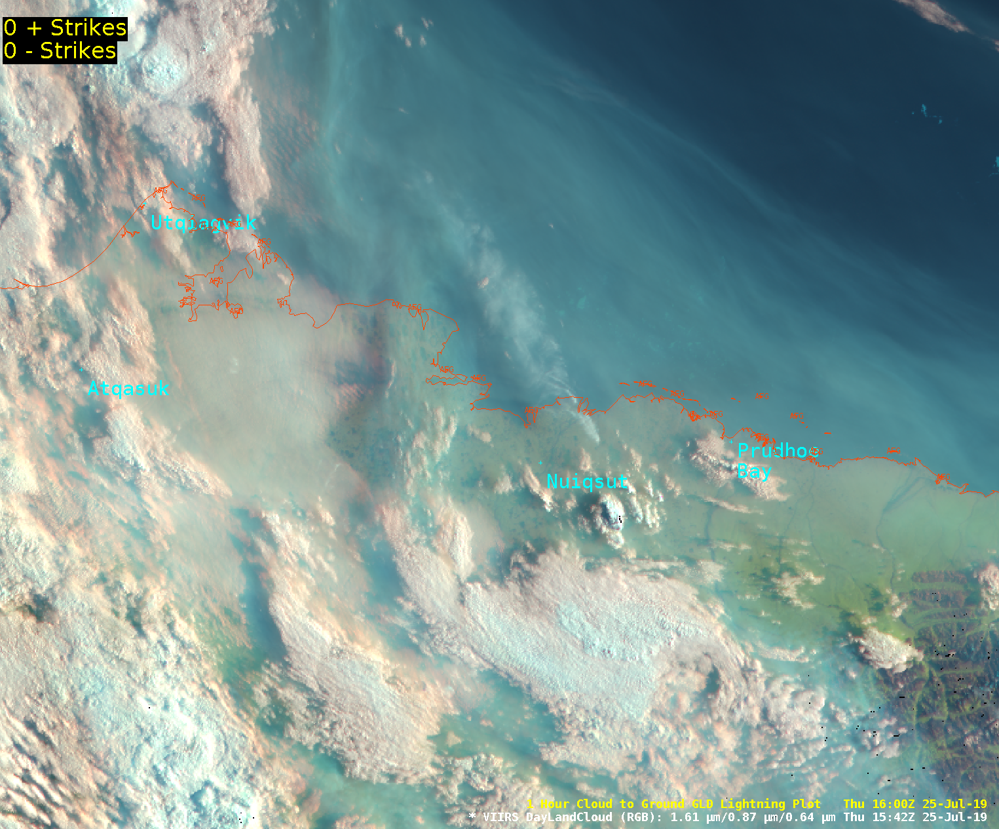 0 + Strikes
0 - Strikes
Utqiagvik
Atqasuk
Prudhoe
Bay
Nuiqsut
1 Hour Cloud to Ground GLD Lightning Plot Thu 16:00Z 25-Jul-19
* VIIRS DayLandCloud (RGB): 1.61 µm/0.87 µm/0.64 µm Thu 15:42Z 25-Jul-19